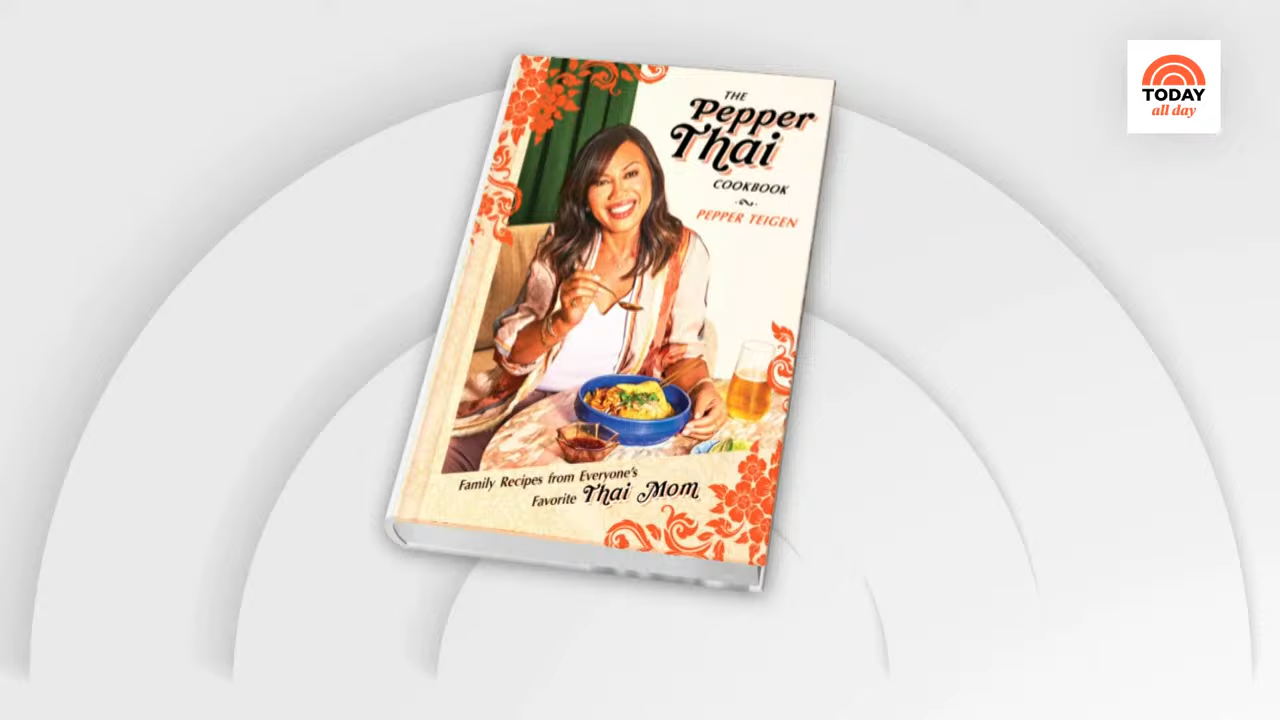 THE
Pepper
Thai
COOKBOOK
PEPPER TEIGEN
Family Recipes from Everyone's
Favorite Thai Mom
TODAY
all day